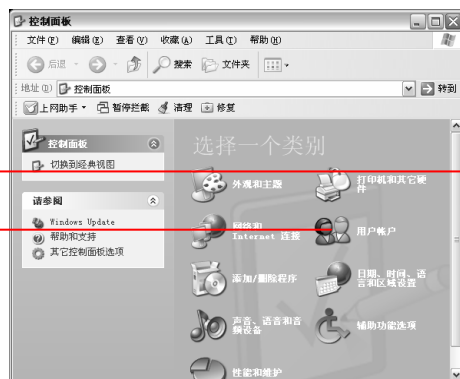 控制面板
文件(F) 编辑(E) 查看(V) 收藏(A) 工具(T) 帮助(H)
后退 搜索 文件夹
地址(D) 控制面板 转到
上网助手 暂停拦截 清理 修复
控制面板
切换到经典视图
请参阅
Windows Update
帮助和支持
其它控制面板选项
选择一个类别
外观和主题
打印机和其它硬
件
网络和
Internet 连接
用户帐户
添加/删除程序
日期、时间、语
言和区域设置
声音、语音和音
频设备
辅助功能选项
性能和维护